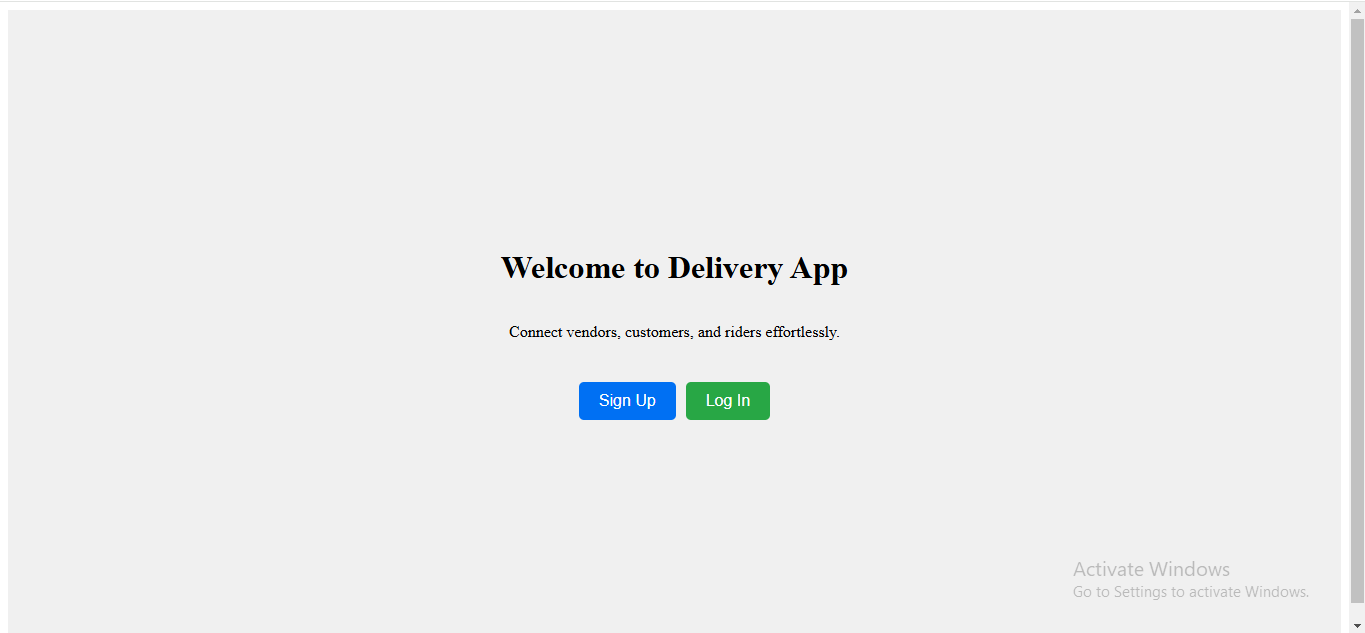 Welcome to Delivery App
Connect vendors, customers, and riders effortlessly.
Sign Up Log In
Activate Windows
Go to Settings to activate Windows.